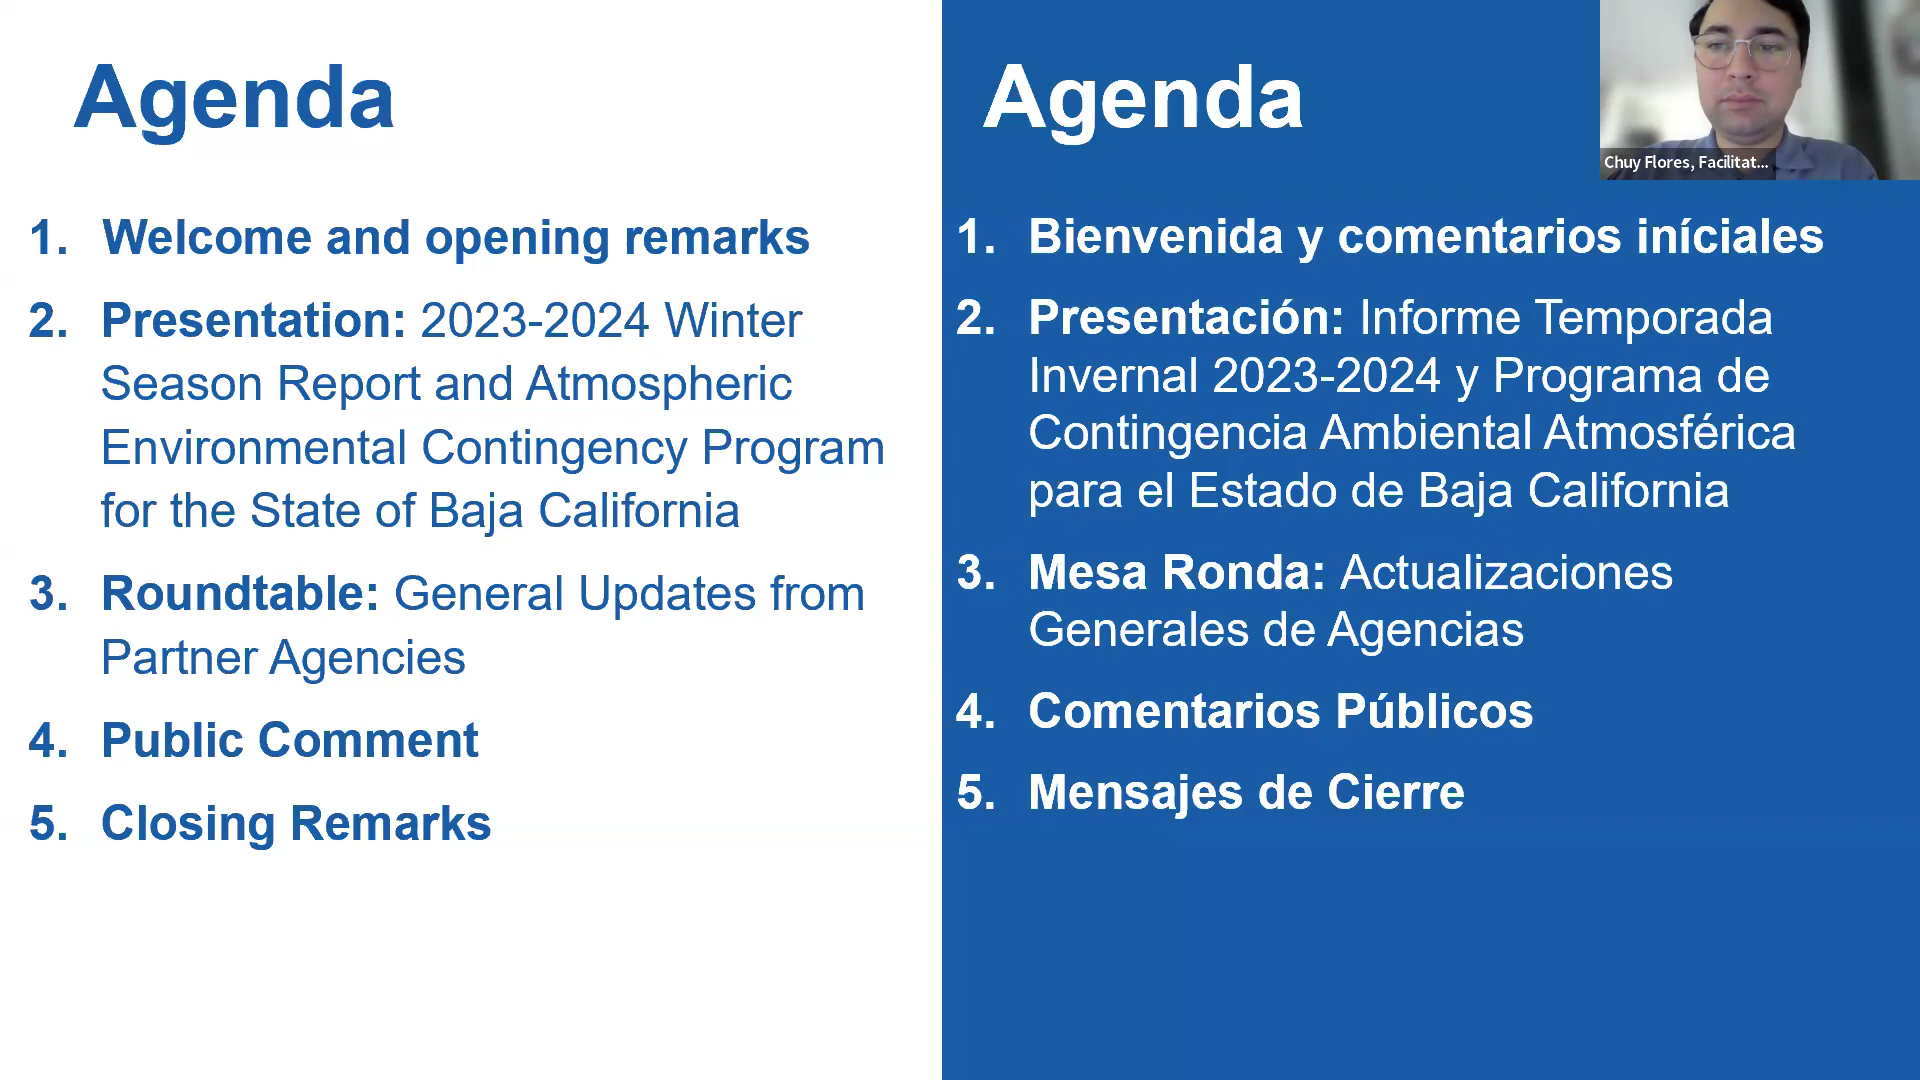 Agenda
1. Welcome and opening remarks
2. Presentation: 2023-2024 Winter
Season Report and Atmospheric
Environmental Contingency Program
for the State of Baja California
3. Roundtable: General Updates from
Partner Agencies
4. Public Comment
5. Closing Remarks
Agenda
1. Bienvenida y comentarios iníciales
2. Presentación: Informe Temporada
Invernal 2023-2024 y Programa de
Contingencia Ambiental Atmosférica
para el Estado de Baja California
3. Mesa Ronda: Actualizaciones
Generales de Agencias
4. Comentarios Públicos
5. Mensajes de Cierre
Chuy Flores, Facilitat...